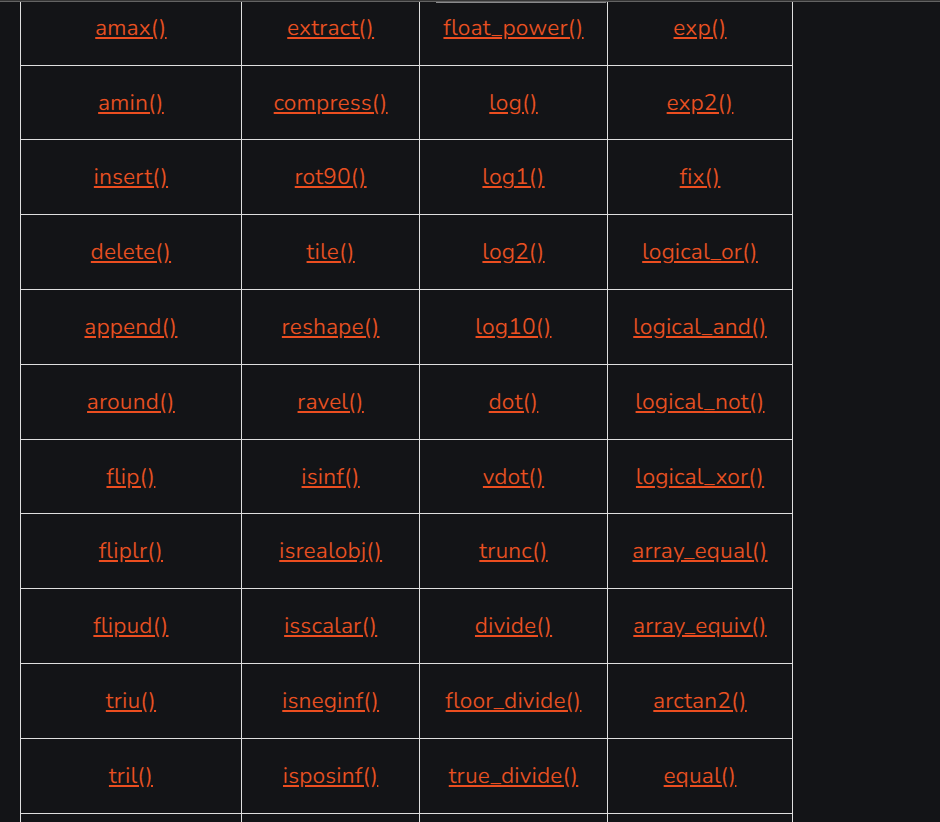 amax() extract() float_power() exp()
amin() compress() log() exp2()
insert() rot90() log1() fix()
delete() tile() log2() logical_or()
append() reshape() log10() logical_and()
around() ravel() dot() logical_not()
flip() isinf() vdot() logical_xor()
fliplr() isrealobj() trunc() array_equal()
flipud() isscalar() divide() array_equiv()
triu() isneginf() floor_divide() arctan2()
tril() isposinf() true_divide() equal()